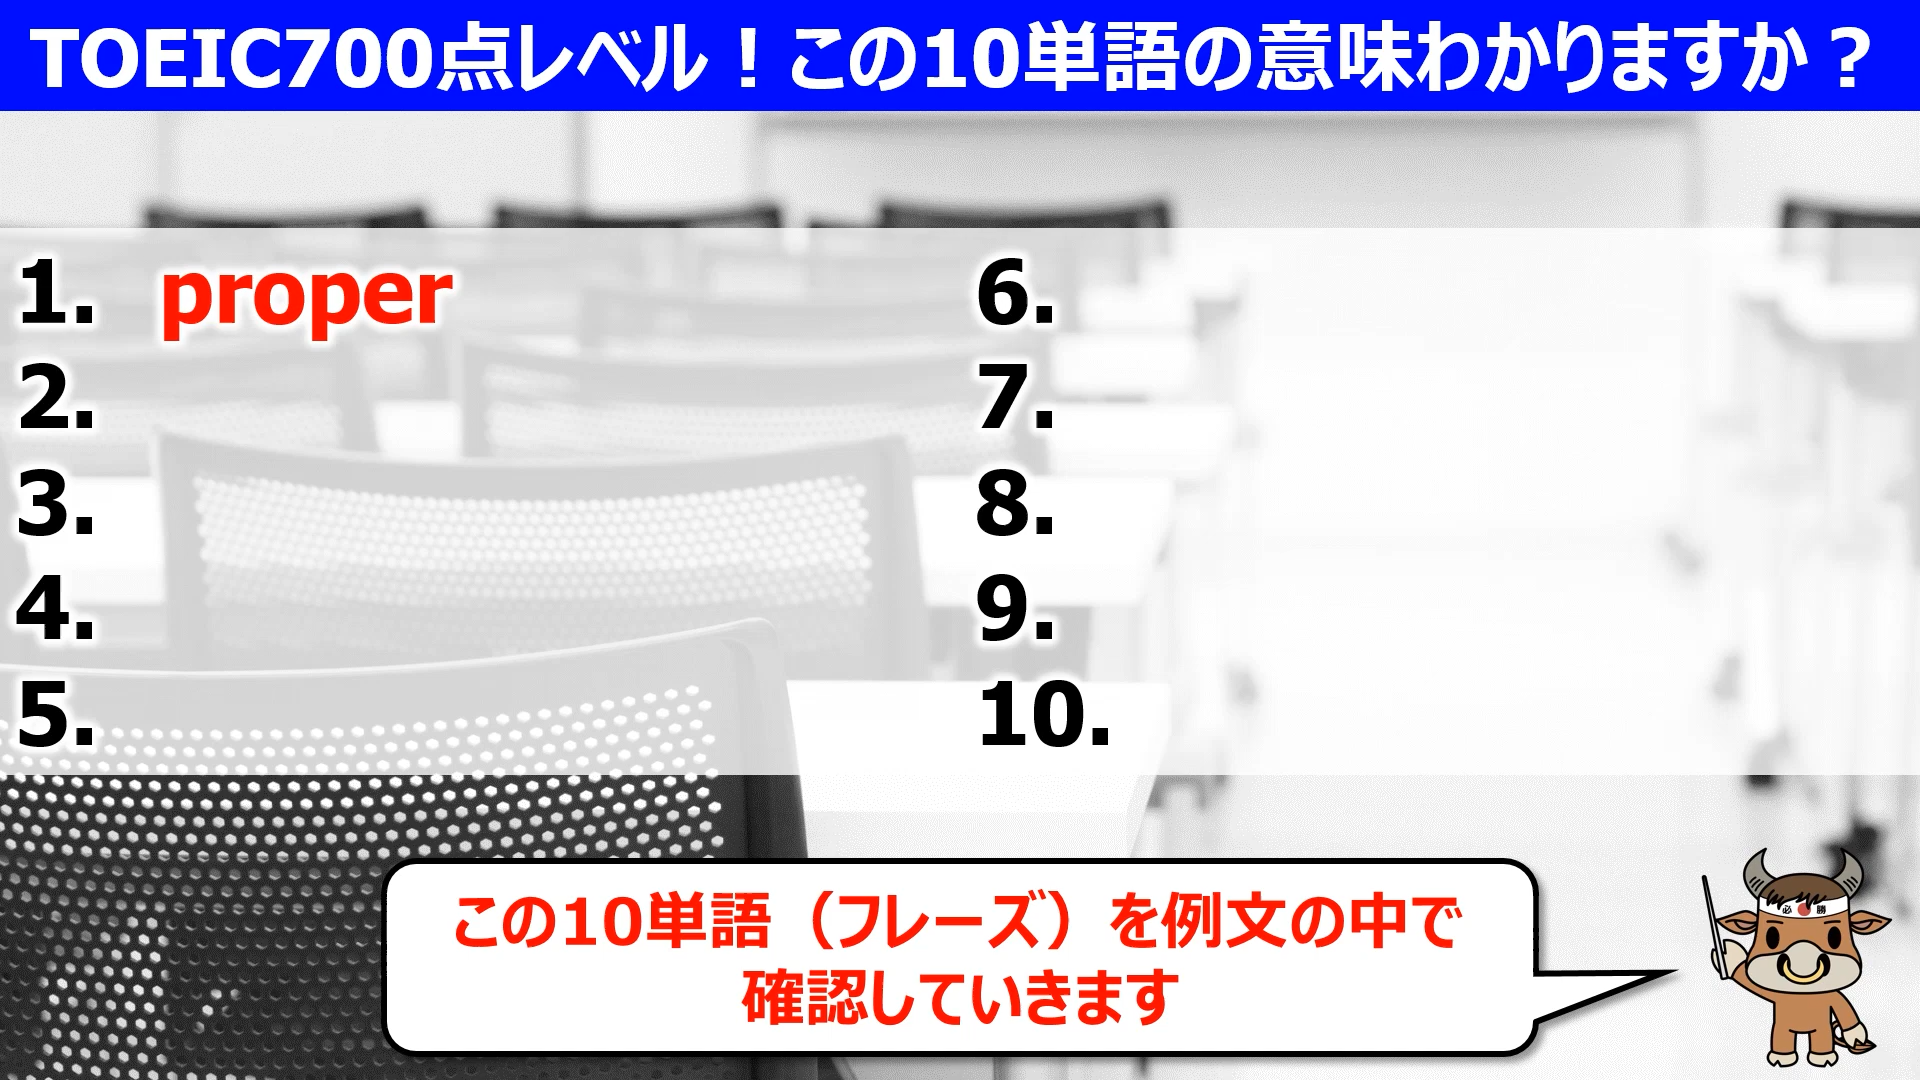 TOEIC700点レベル！この10単語の意味わかりますか？
1. proper
2.
3.
4.
5.
6.
7.
8.
9.
10.
この10単語（フレーズ）を例文の中で
確認していきます
必勝